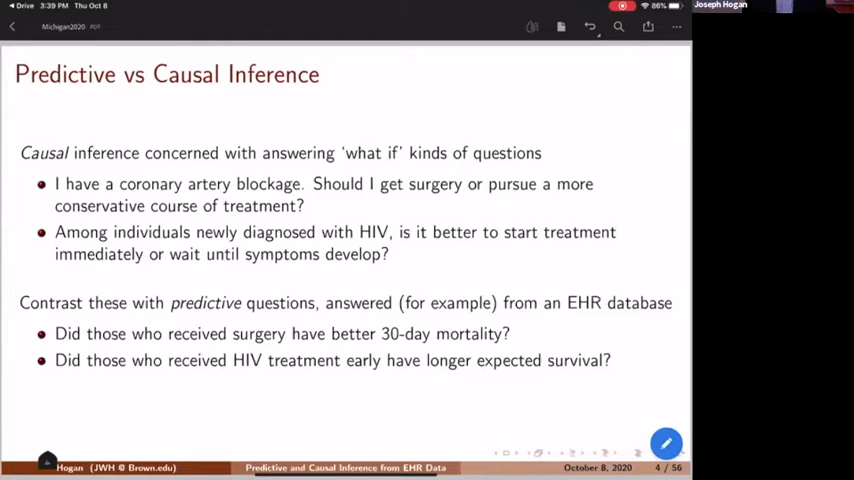 Drive 3:39 PM Thu Oct 8
86%
Joseph Hogan
Michigan2020 PDF
Predictive vs Causal Inference
Causal inference concerned with answering ‘what if’ kinds of questions
I have a coronary artery blockage. Should I get surgery or pursue a more
conservative course of treatment?
Among individuals newly diagnosed with HIV, is it better to start treatment
immediately or wait until symptoms develop?
Contrast these with predictive questions, answered (for example) from an EHR database
Did those who received surgery have better 30-day mortality?
Did those who received HIV treatment early have longer expected survival?
Hogan (JWH @ Brown.edu) Predictive and Causal Inference from EHR Data October 8, 2020 4 / 56